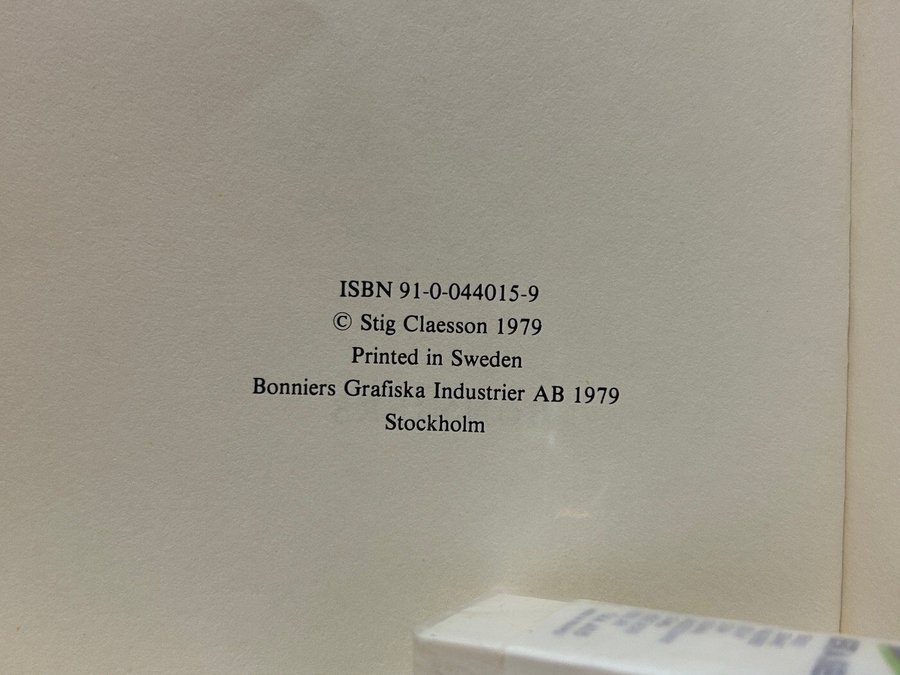 ISBN 91-0-044015-9
© Stig Claesson 1979
Printed in Sweden
Bonniers Grafiska Industrier AB 1979
Stockholm